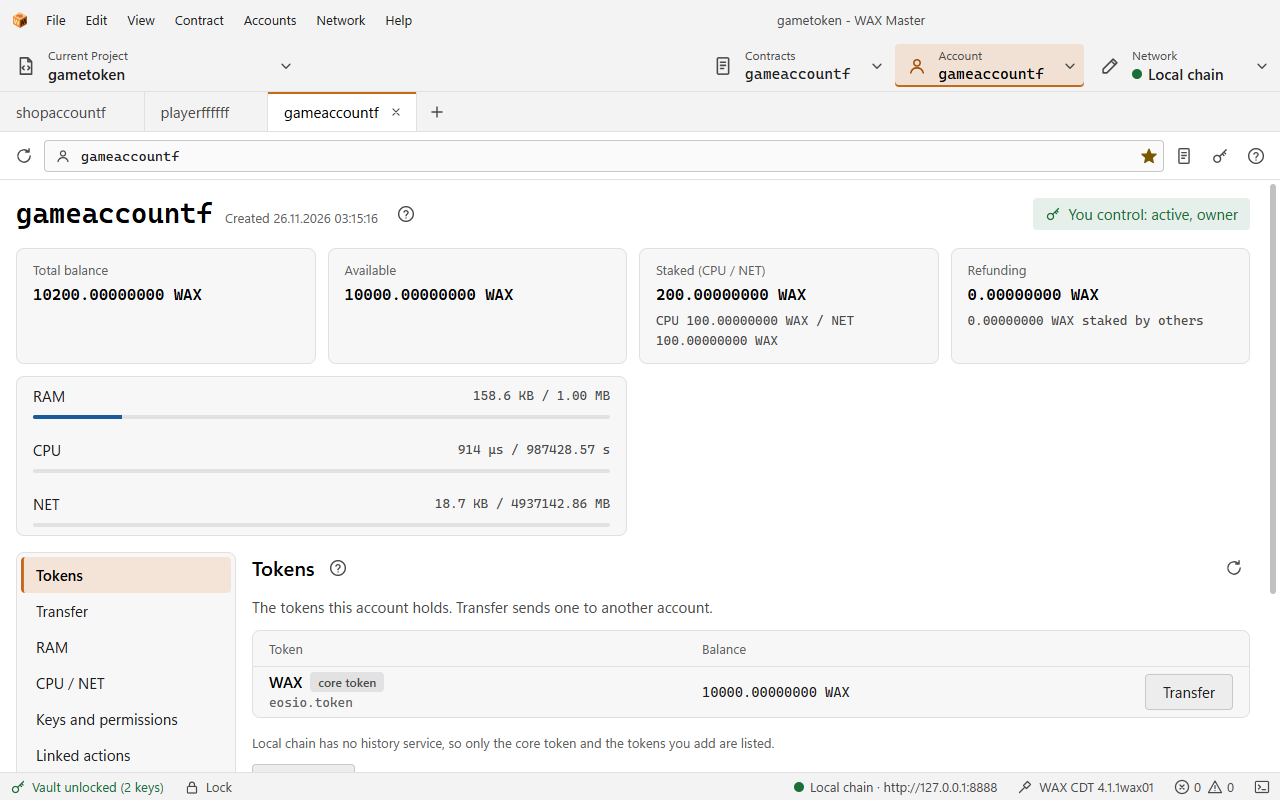 File Edit View Contract Accounts Network Help
gametoken - WAX Master
Current Project
gametoken
Contracts
gameaccountf
Account
gameaccountf
Network
Local chain
shopaccountf
playerffffff
gameaccountf
gameaccountf
gameaccountf Created 26.11.2026 03:15:16
You control: active, owner
Total balance
10200.00000000 WAX
Available
10000.00000000 WAX
Staked (CPU / NET)
200.00000000 WAX
CPU 100.00000000 WAX / NET
100.00000000 WAX
Refunding
0.00000000 WAX
0.00000000 WAX staked by others
RAM 158.6 KB / 1.00 MB
CPU 914 µs / 987428.57 s
NET 18.7 KB / 4937142.86 MB
Tokens
Transfer
RAM
CPU / NET
Keys and permissions
Linked actions
Tokens
The tokens this account holds. Transfer sends one to another account.
Token Balance
WAX core token
eosio.token
10000.00000000 WAX
Transfer
Local chain has no history service, so only the core token and the tokens you add are listed.
Vault unlocked (2 keys) Lock Local chain · http://127.0.0.1:8888 WAX CDT 4.1.1wax01 0 0